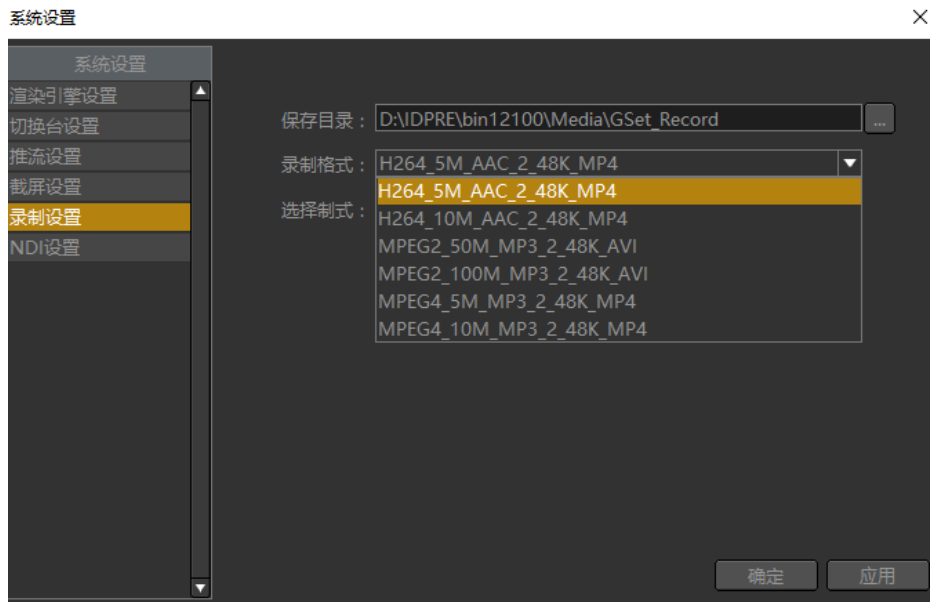 系统设置
系统设置
渲染引擎设置
切换台设置
推流设置
截屏设置
录制设置
NDI设置
保存目录：
D:\IDPRE\bin12100\Media\GSet_Record
...
录制格式：
H264_5M_AAC_2_48K_MP4
H264_5M_AAC_2_48K_MP4
H264_10M_AAC_2_48K_MP4
MPEG2_50M_MP3_2_48K_AVI
MPEG2_100M_MP3_2_48K_AVI
MPEG4_5M_MP3_2_48K_MP4
MPEG4_10M_MP3_2_48K_MP4
选择制式：
确定
应用